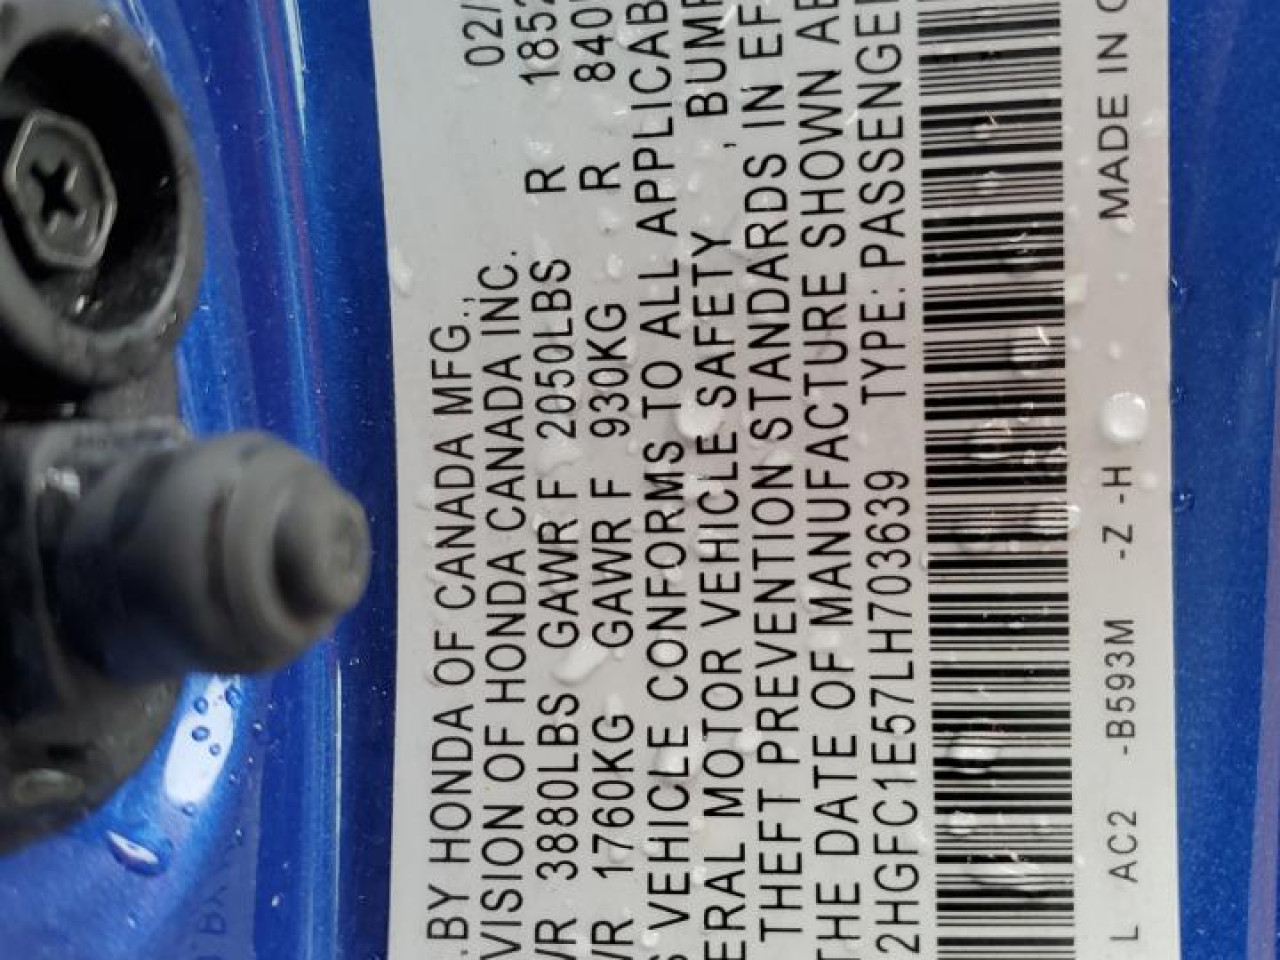 .BY HONDA OF CANADA MFG., 02/
VISION OF HONDA CANADA INC.
VR 3880LBS GAWR F 2050LBS R 185
VR 1760KG GAWR F 930KG R 840
VEHICLE CONFORMS TO ALL APPLICAB
ERAL MOTOR VEHICLE SAFETY, BUMP
THEFT PREVENTION STANDARDS IN EF
THE DATE OF MANUFACTURE SHOWN AB
2HGFC1E57LH703639 TYPE: PASSENGE
L AC2 -B593M -Z -H MADE IN C